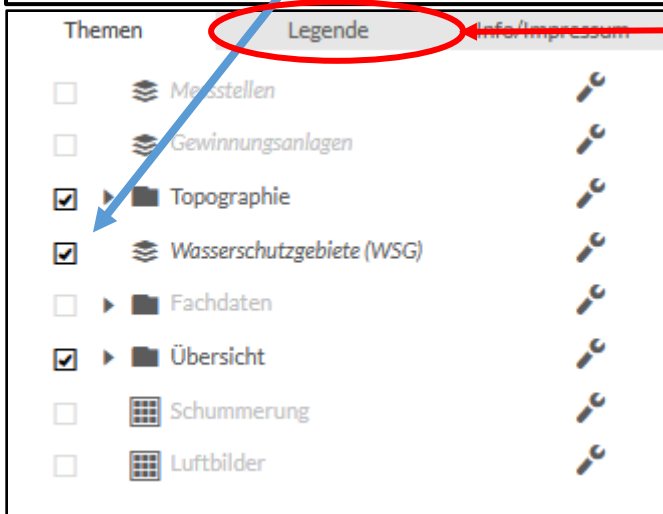 Themen Legende Info/Impressum
Messstellen
Gewinnungsanlagen
Topographie
Wasserschutzgebiete (WSG)
Fachdaten
Übersicht
Schummerung
Luftbilder